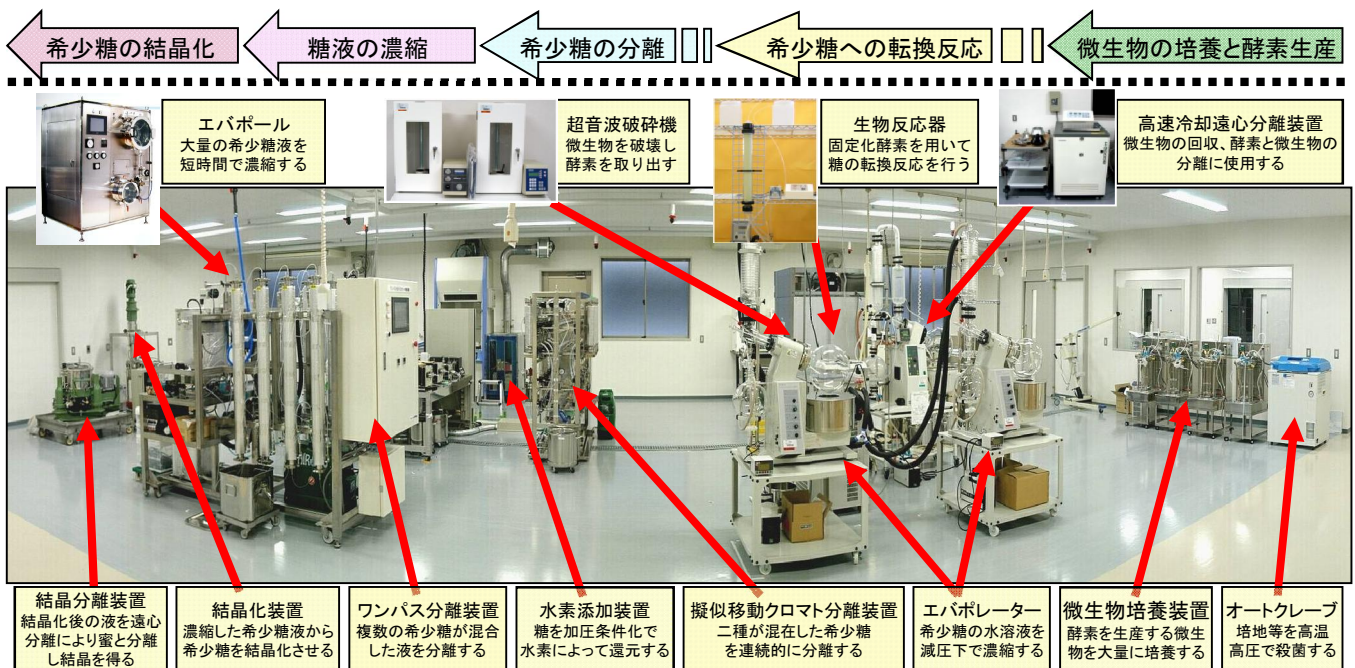 希少糖の結晶化
糖液の濃縮
希少糖の分離
希少糖への転換反応
微生物の培養と酵素生産
エバポール
大量の希少糖液を
短時間で濃縮する
超音波破砕機
微生物を破壊し
酵素を取り出す
生物反応器
固定化酵素を用いて
糖の転換反応を行う
高速冷却遠心分離装置
微生物の回収、酵素と微生物の
分離に使用する
結晶分離装置
結晶化後の液を遠心
分離により蜜と分離
し結晶を得る
結晶化装置
濃縮した希少糖液から
希少糖を結晶化させる
ワンパス分離装置
複数の希少糖が混合
した液を分離する
水素添加装置
糖を加圧条件化で
水素によって還元する
擬似移動クロマト分離装置
二種が混在した希少糖
を連続的に分離する
エバポレーター
希少糖の水溶液を
減圧下で濃縮する
微生物培養装置
酵素を生産する微生
物を大量に培養する
オートクレーブ
培地等を高温
高圧で殺菌する